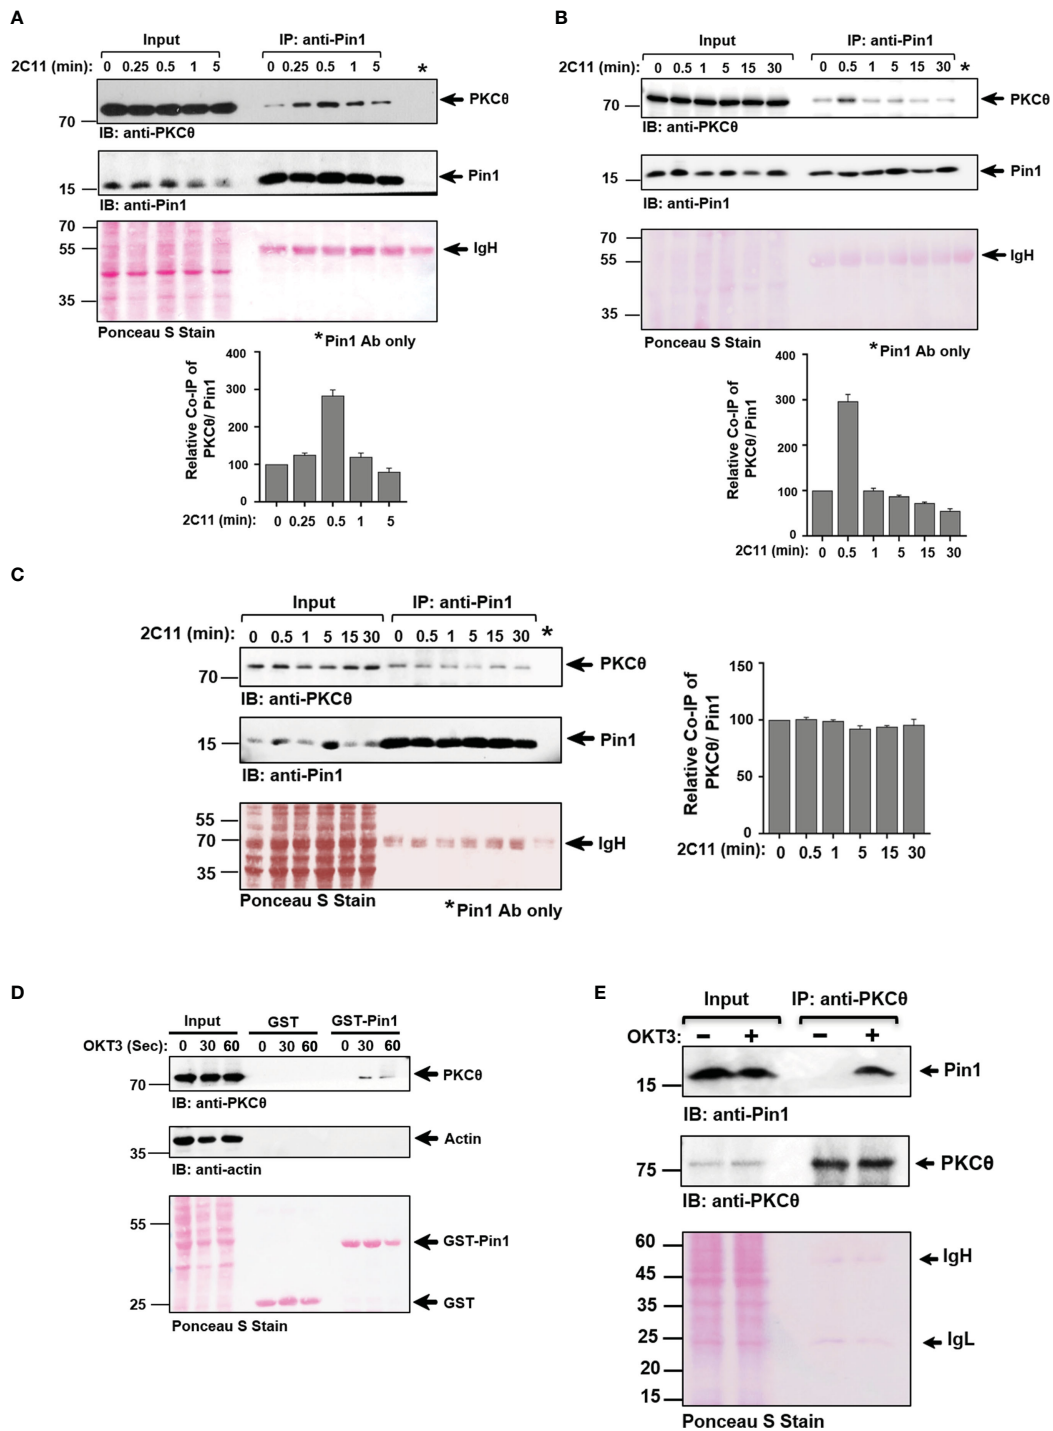 A
Input IP: anti-Pin1
2C11 (min): 0 0.25 0.5 1 5 0 0.25 0.5 1 5 *
PKCθ
70
IB: anti-PKCθ
Pin1
15
IB: anti-Pin1
70
55
IgH
35
Ponceau S Stain
*Pin1 Ab only
Relative Co-IP of
PKCθ/ Pin1
400
300
200
100
0
2C11 (min): 0 0.25 0.5 1 5
B
Input IP: anti-Pin1
2C11 (min): 0 0.5 1 5 15 30 0 0.5 1 5 15 30 *
PKCθ
70
IB: anti-PKCθ
Pin1
15
IB: anti-Pin1
70
55
IgH
35
Ponceau S Stain
*Pin1 Ab only
Relative Co-IP of
PKCθ/ Pin1
400
300
200
100
0
2C11 (min): 0 0.5 1 5 15 30
C
Input IP: anti-Pin1
2C11 (min): 0 0.5 1 5 15 30 0 0.5 1 5 15 30 *
PKCθ
70
IB: anti-PKCθ
Pin1
15
IB: anti-Pin1
55
70
IgH
35
Ponceau S Stain
*Pin1 Ab only
Relative Co-IP of
PKCθ/ Pin1
150
100
50
0
2C11 (min): 0 0.5 1 5 15 30
D
Input GST GST-Pin1
OKT3 (Sec): 0 30 60 0 30 60 0 30 60
PKCθ
70
IB: anti-PKCθ
Actin
35
IB: anti-actin
55
GST-Pin1
25
GST
Ponceau S Stain
E
Input IP: anti-PKCθ
OKT3: − + − +
Pin1
15
IB: anti-Pin1
PKCθ
75
IB: anti-PKCθ
60
IgH
45
35
25
IgL
20
15
Ponceau S Stain